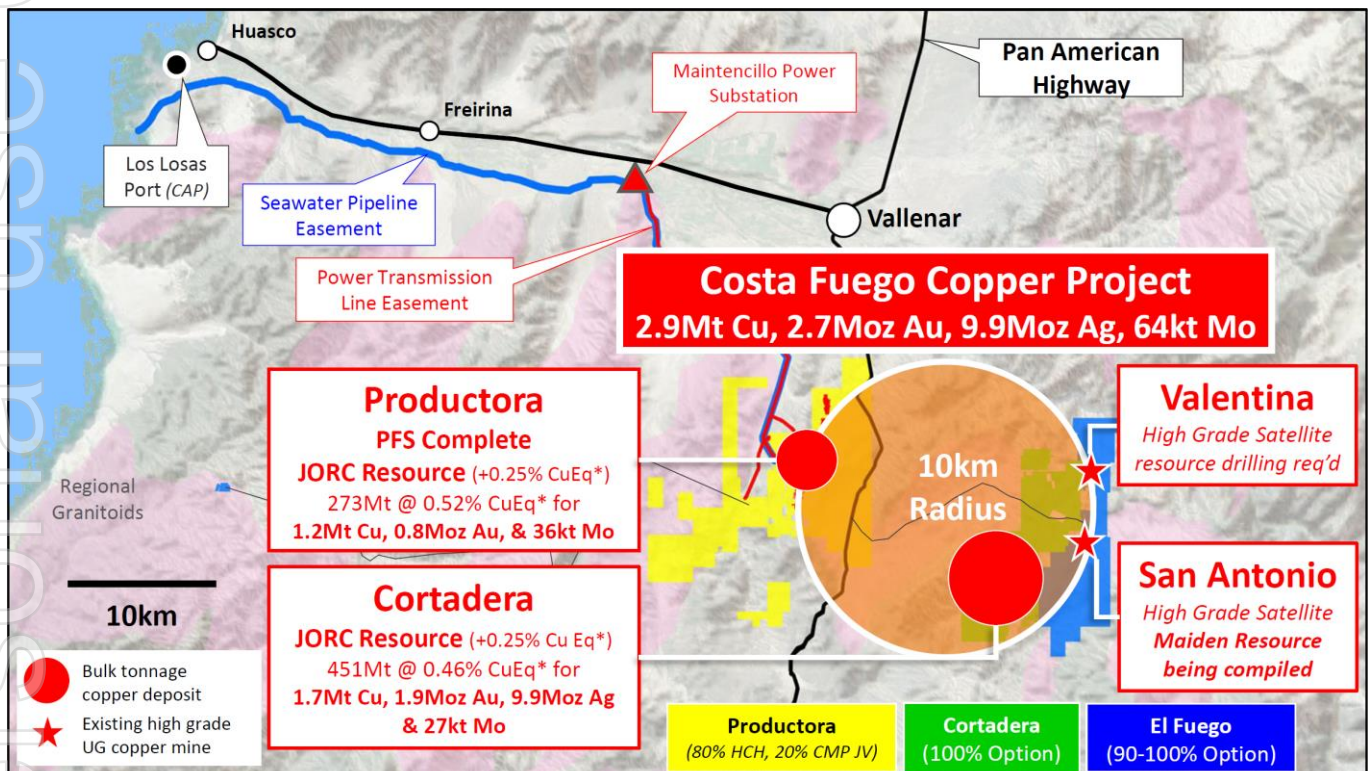 Huasco
Freirina
Los Losas
Port (CAP)
Seawater Pipeline
Easement
Maintencillo Power
Substation
Power Transmission
Line Easement
Pan American
Highway
Vallenar
Costa Fuego Copper Project
2.9Mt Cu, 2.7Moz Au, 9.9Moz Ag, 64kt Mo
Productora
PFS Complete
JORC Resource (+0.25% CuEq*)
273Mt @ 0.52% CuEq* for
1.2Mt Cu, 0.8Moz Au, & 36kt Mo
10km
Radius
Valentina
High Grade Satellite
resource drilling req'd
Regional
Granitoids
Cortadera
JORC Resource (+0.25% Cu Eq*)
451Mt @ 0.46% CuEq* for
1.7Mt Cu, 1.9Moz Au, 9.9Moz Ag
& 27kt Mo
San Antonio
High Grade Satellite
Maiden Resource
being compiled
10km
Bulk tonnage
copper deposit
Existing high grade
UG copper mine
Productora
(80% HCH, 20% CMP JV)
Cortadera
(100% Option)
El Fuego
(90-100% Option)